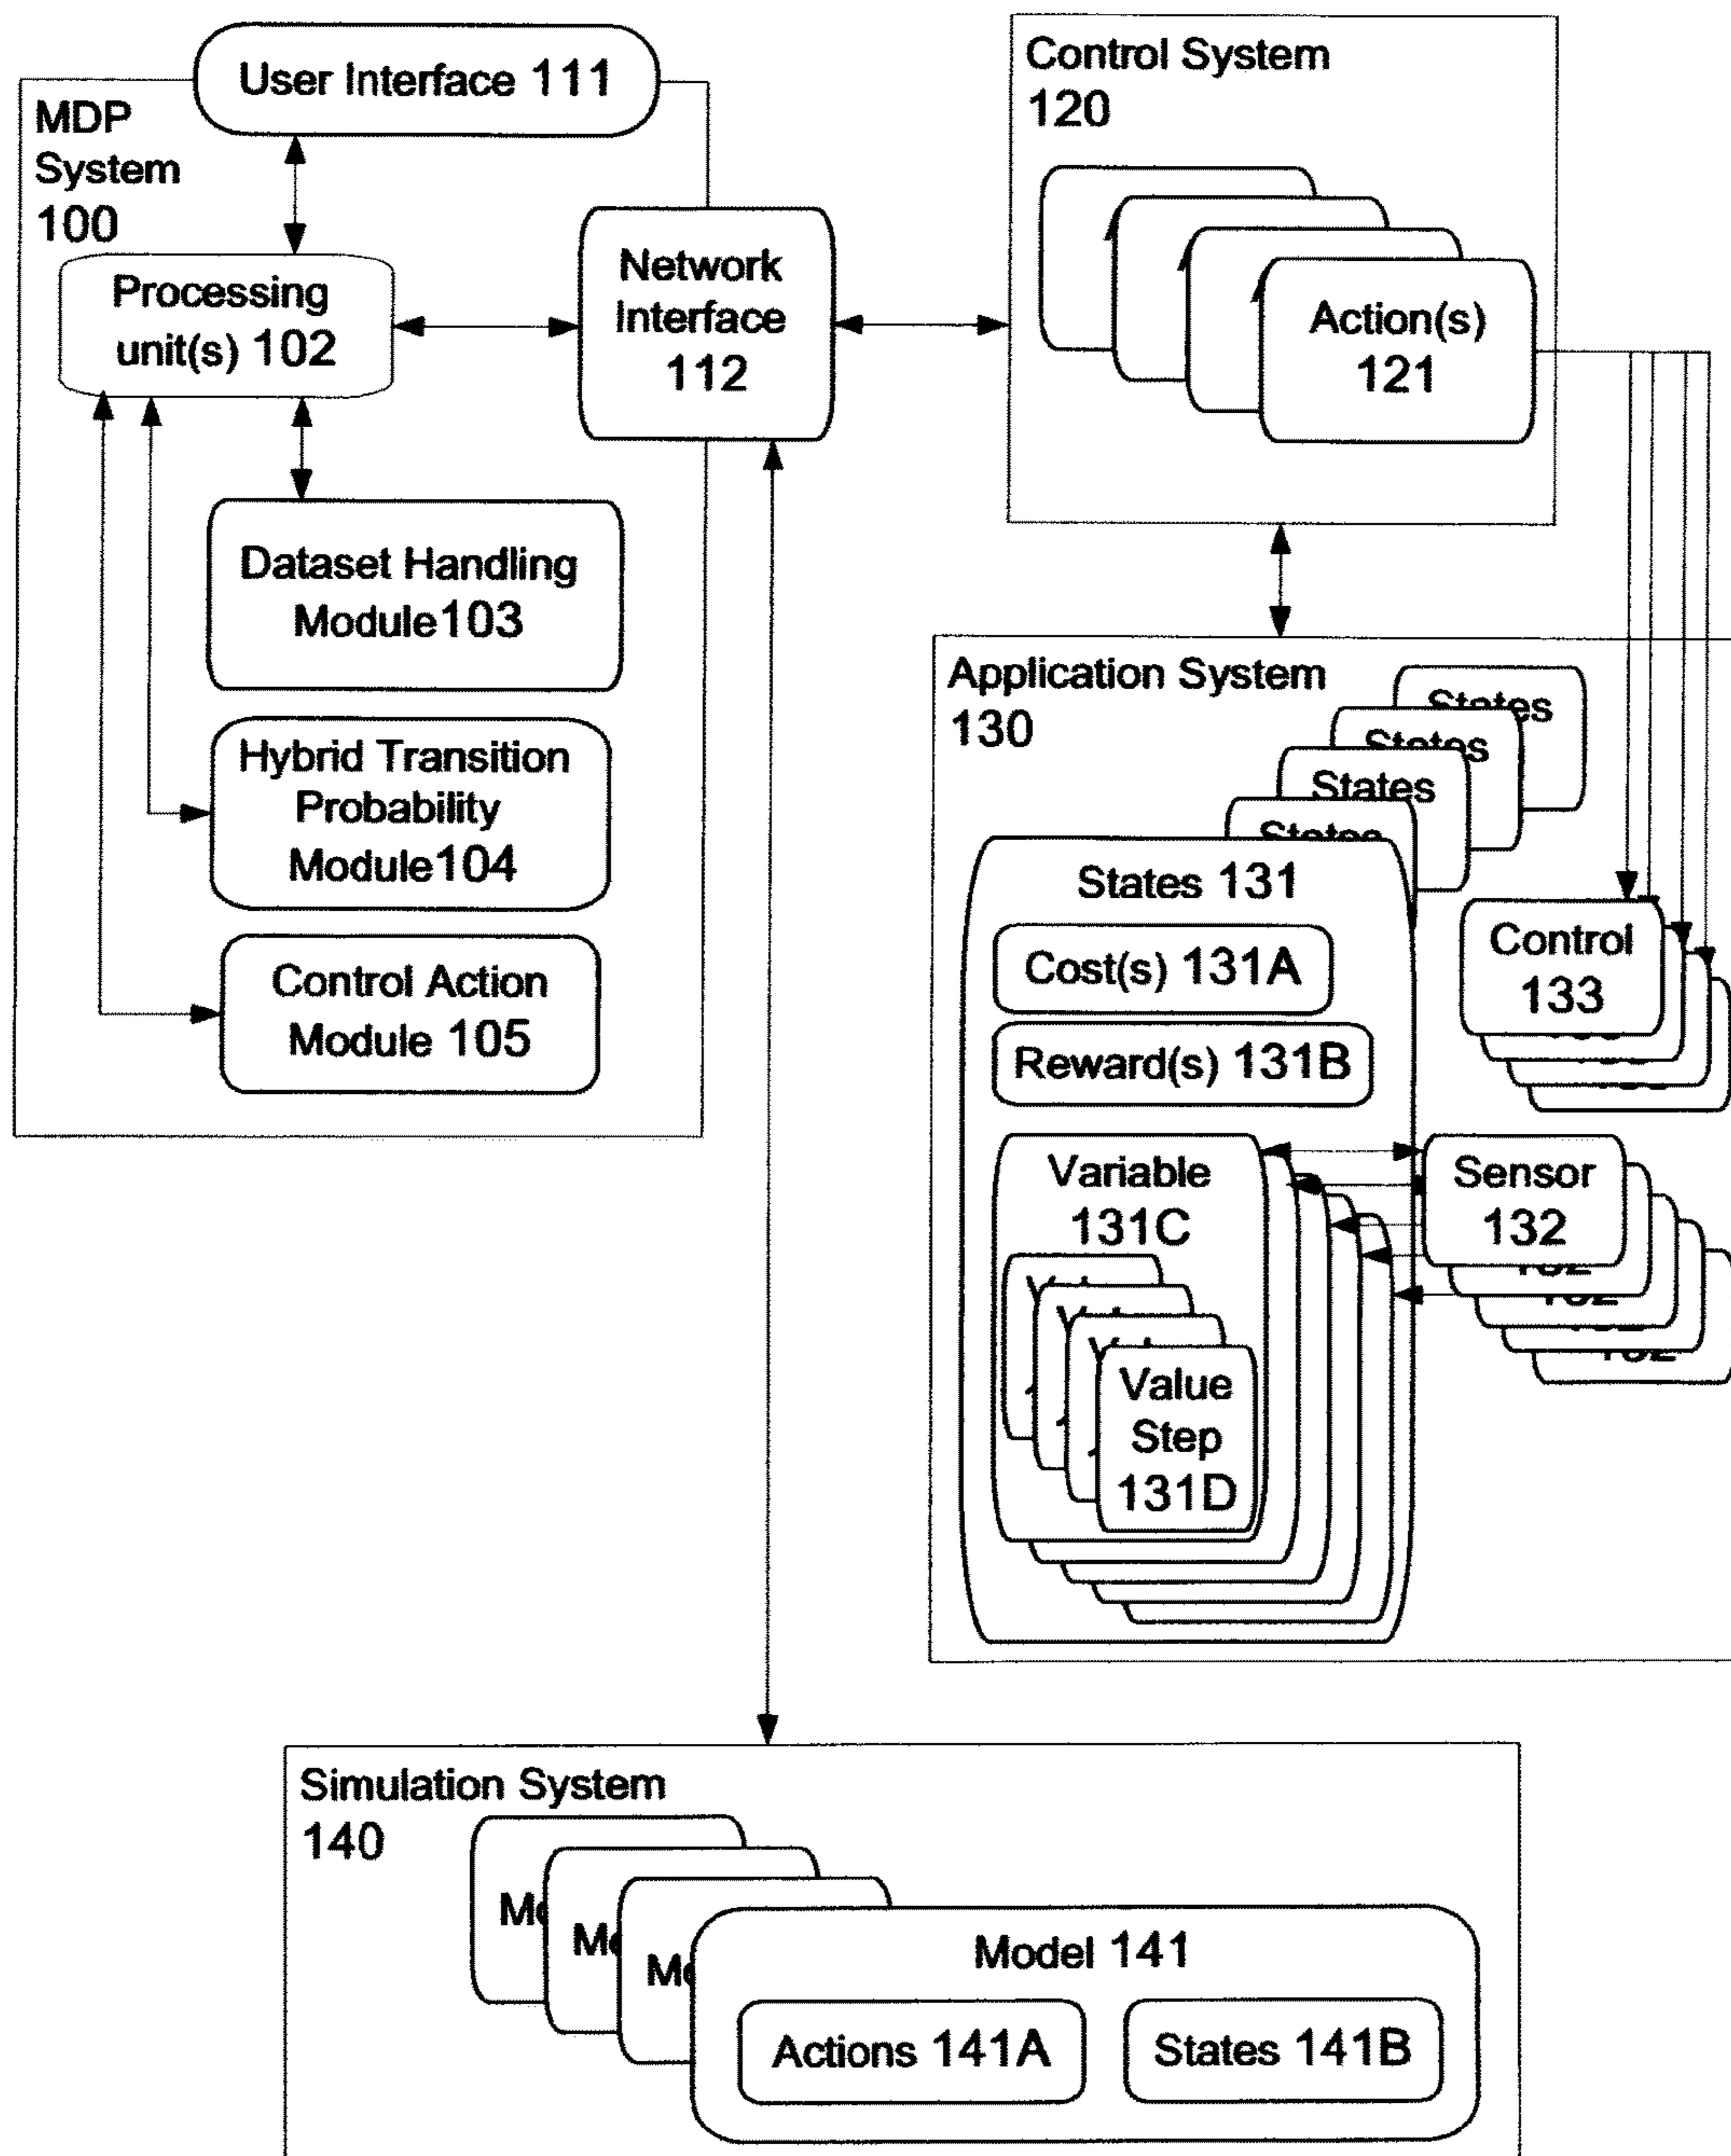 User Interface 111
MDP
System
100
Processing
unit(s) 102
Network
Interface
112
Dataset Handling
Module103
Hybrid Transition
Probability
Module104
Control Action
Module 105
Control System
120
Action(s)
121
Application System
130
States
States
States
States
States 131
Cost(s) 131A
Reward(s) 131B
Variable
131C
Value
Step
131D
Control
133
Sensor
132
Simulation System
140
Model 141
Actions 141A
States 141B